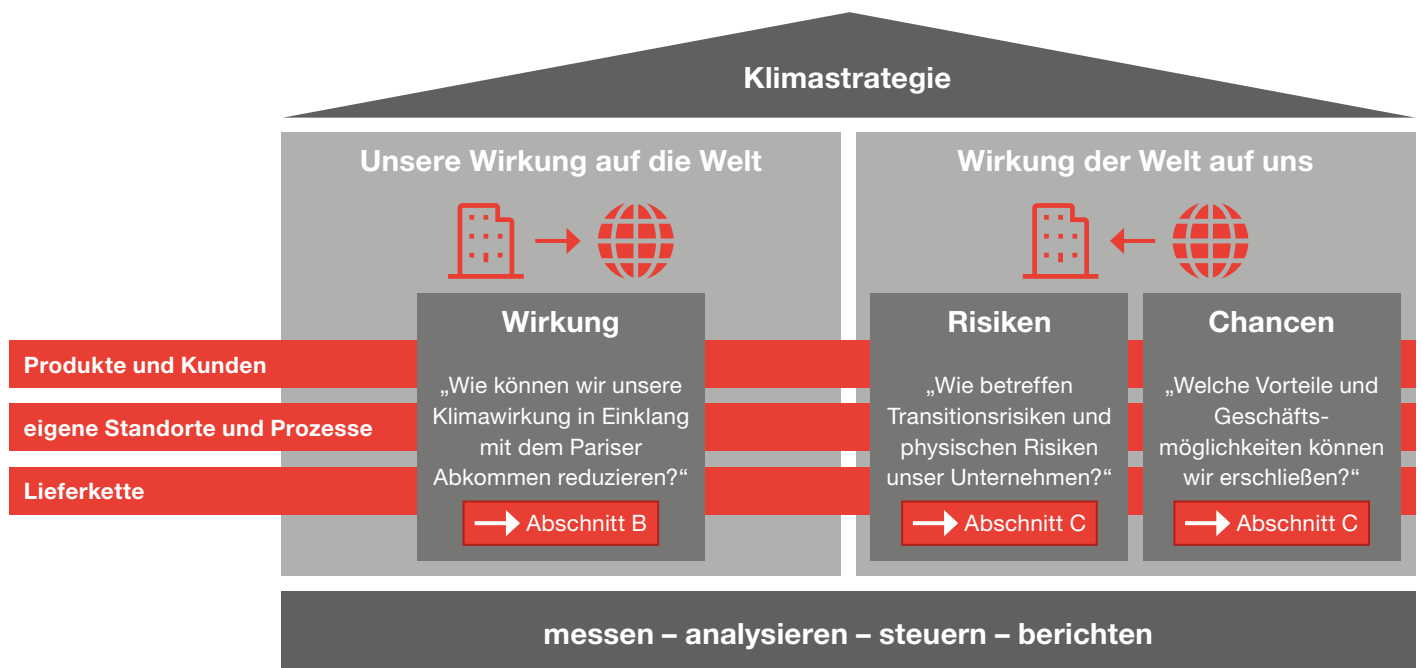 Klimastrategie
Unsere Wirkung auf die Welt
Wirkung der Welt auf uns
Produkte und Kunden
eigene Standorte und Prozesse
Lieferkette
Wirkung
„Wie können wir unsere
Klimawirkung in Einklang
mit dem Pariser
Abkommen reduzieren?“
Abschnitt B
Risiken
„Wie betreffen
Transitionsrisiken und
physischen Risiken
unser Unternehmen?“
Abschnitt C
Chancen
„Welche Vorteile und
Geschäfts-
möglichkeiten können
wir erschließen?“
Abschnitt C
messen – analysieren – steuern – berichten